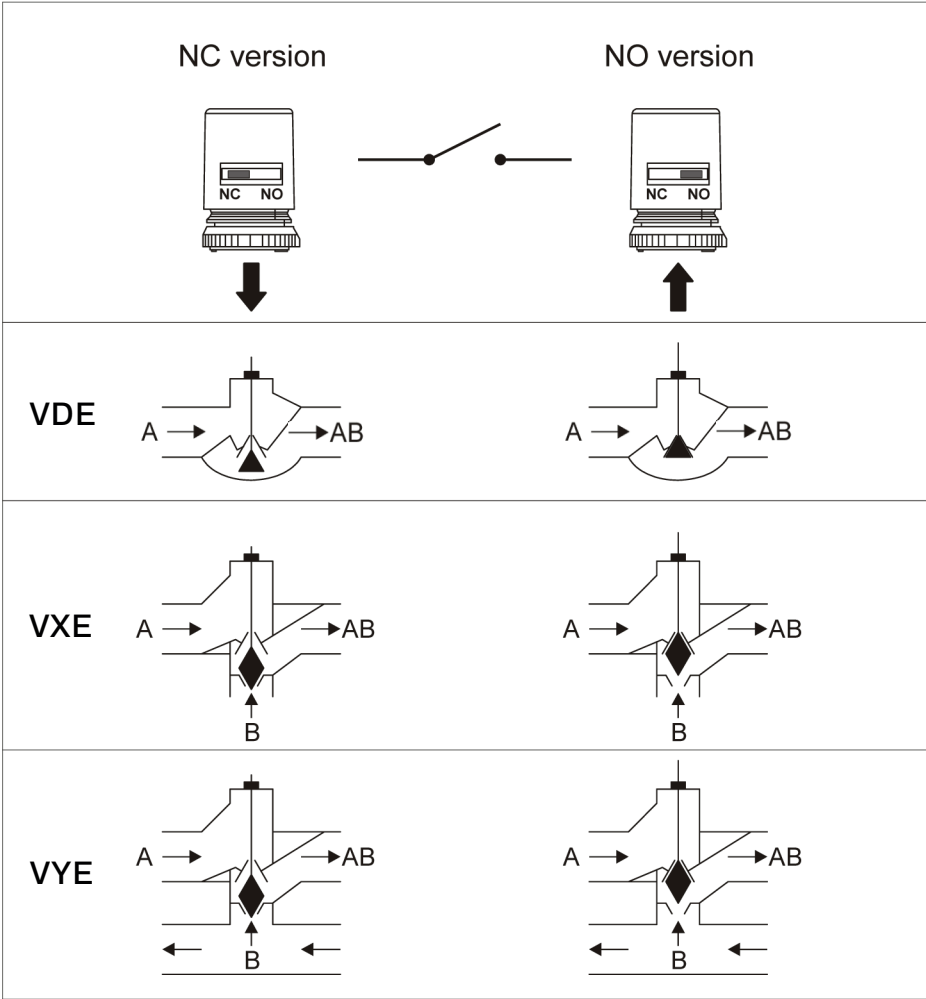 NC version NO version
NC NO NC NO
VDE A AB A AB
VXE A AB A AB
B B
VYE A AB A AB
B B